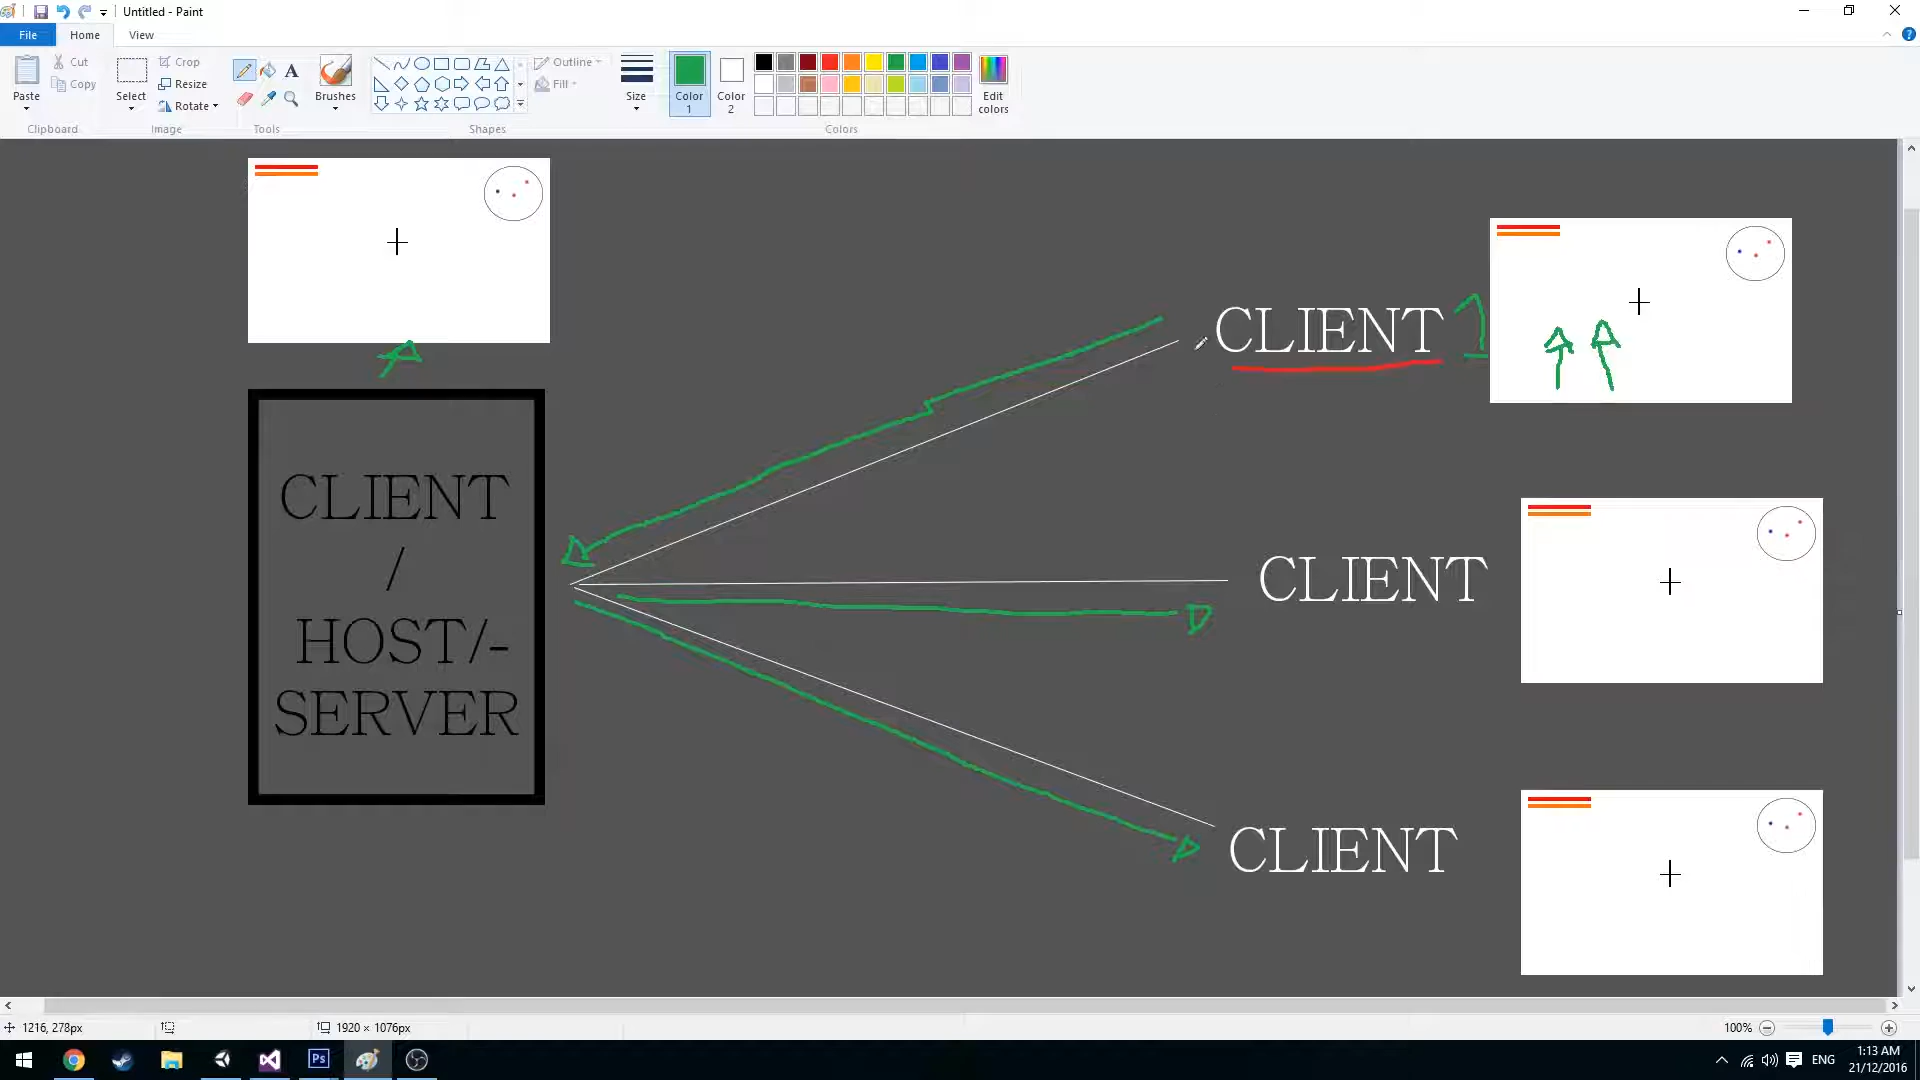 Untitled - Paint
File
Home
View
Paste
Cut
Copy
Clipboard
Select
Crop
Resize
Rotate
Image
A
Tools
Brushes
Outline
Fill
Shapes
Size
Color
1
Color
2
Edit
colors
Colors
CLIENT
/
HOST/-
SERVER
CLIENT 1
CLIENT
CLIENT
1216, 278px
1920 × 1076px
100%
Ps
ENG
1:13 AM
21/12/2016